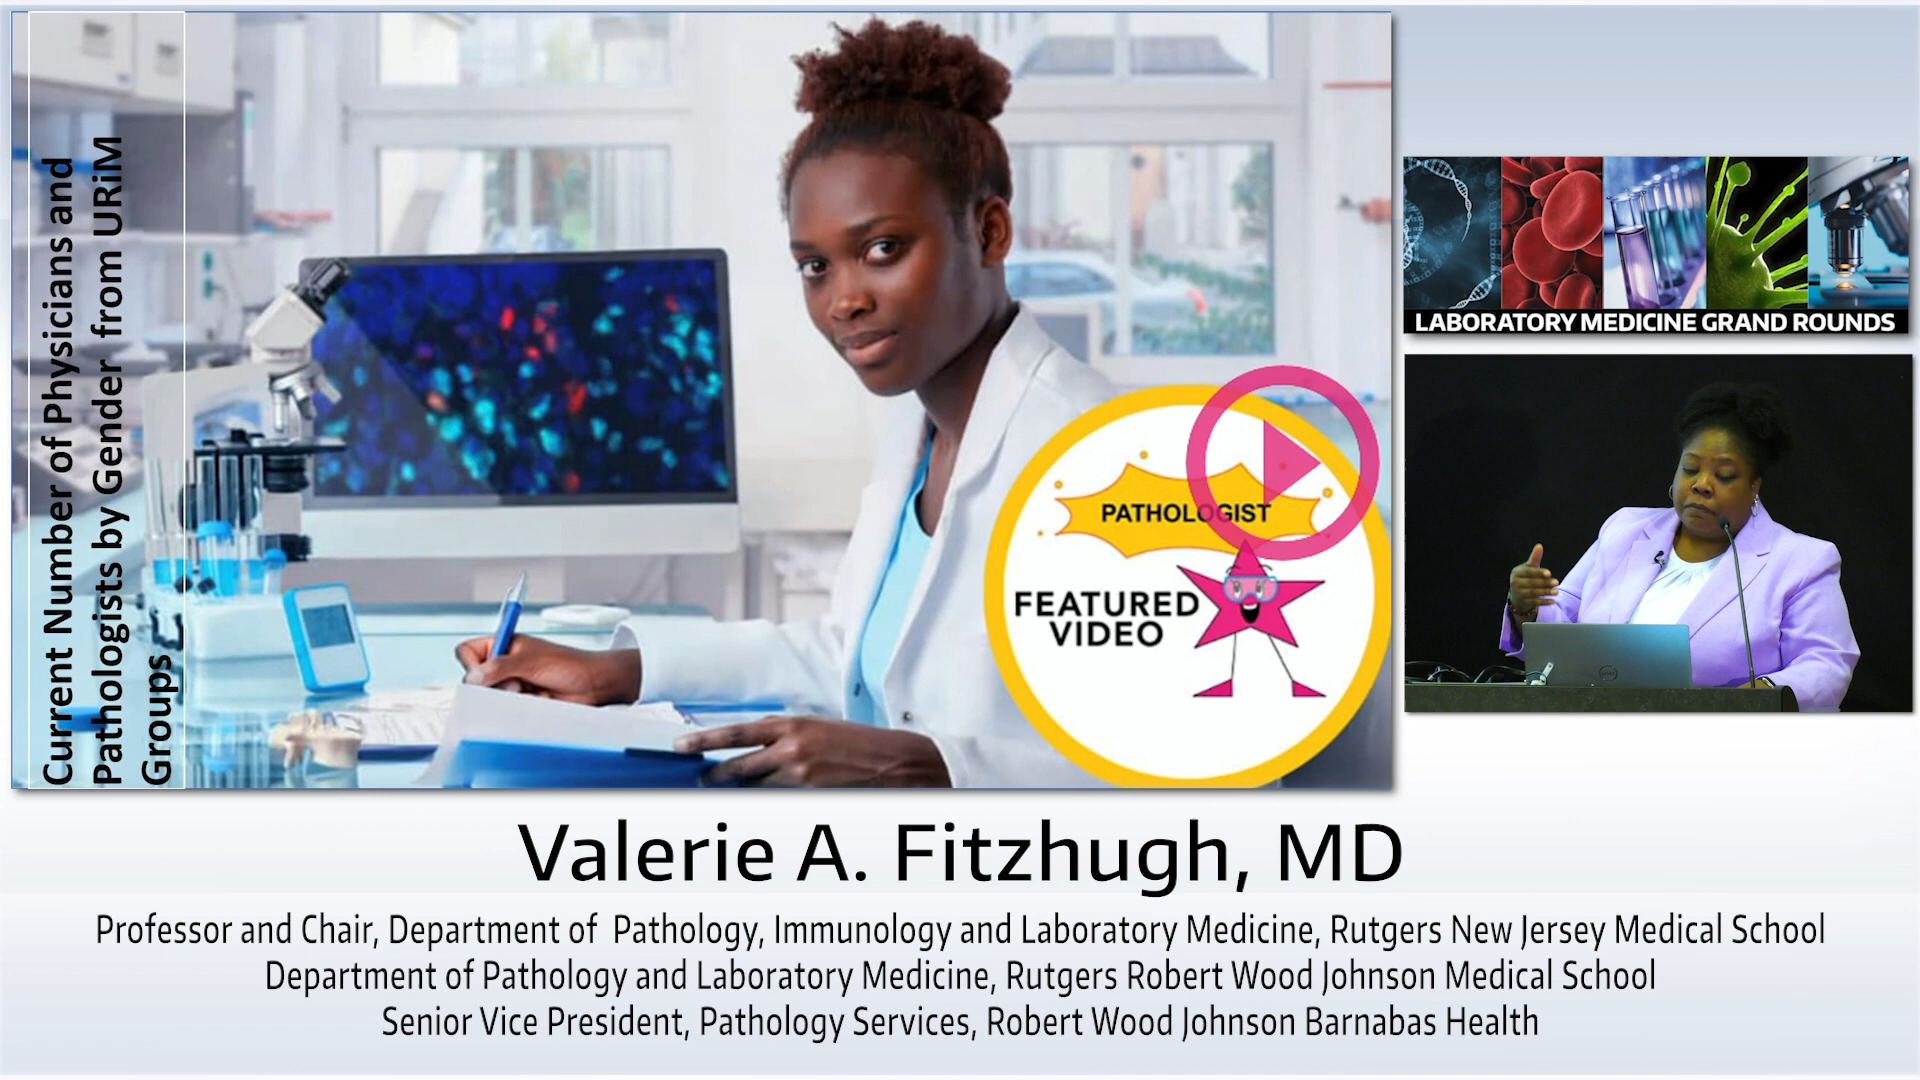 Current Number of Physicians and
Pathologists by Gender from URiM
Groups
PATHOLOGIST
FEATURED
VIDEO
LABORATORY MEDICINE GRAND ROUNDS
Valerie A. Fitzhugh, MD
Professor and Chair, Department of Pathology, Immunology and Laboratory Medicine, Rutgers New Jersey Medical School
Department of Pathology and Laboratory Medicine, Rutgers Robert Wood Johnson Medical School
Senior Vice President, Pathology Services, Robert Wood Johnson Barnabas Health